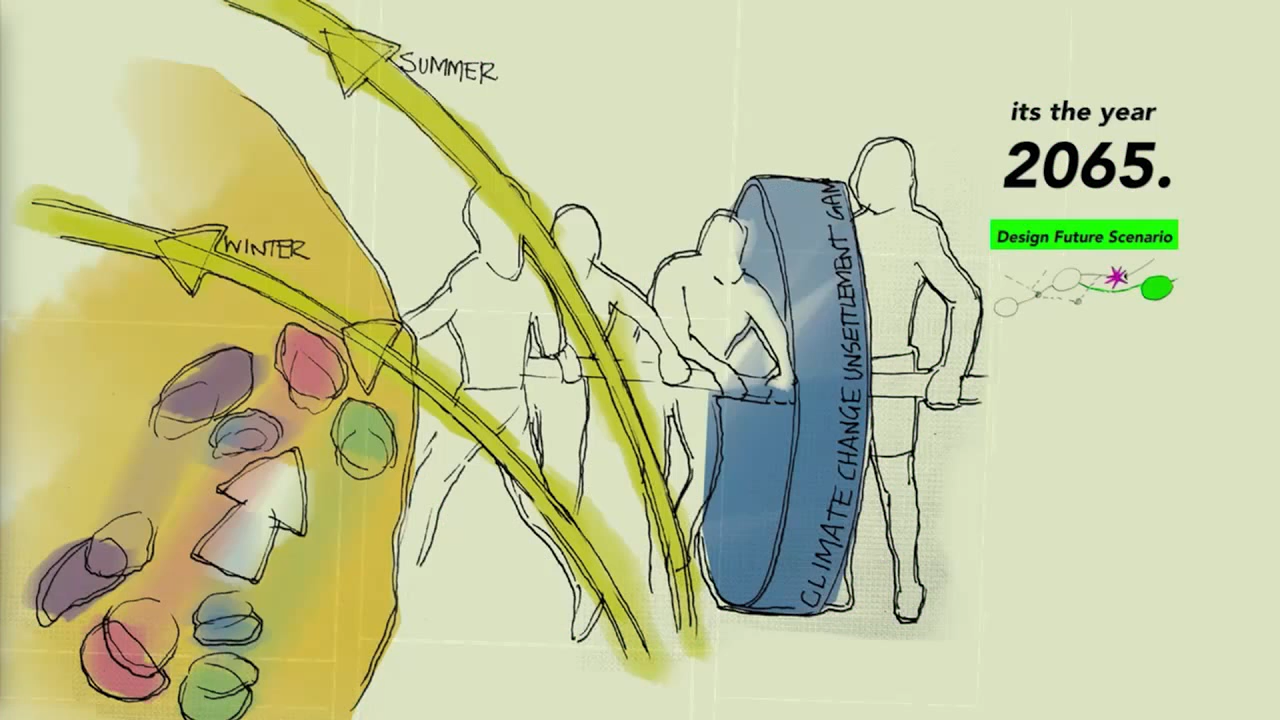 SUMMER
WINTER
CLIMATE CHANGE UNSETTLEMENT GAM
its the year
2065.
Design Future Scenario